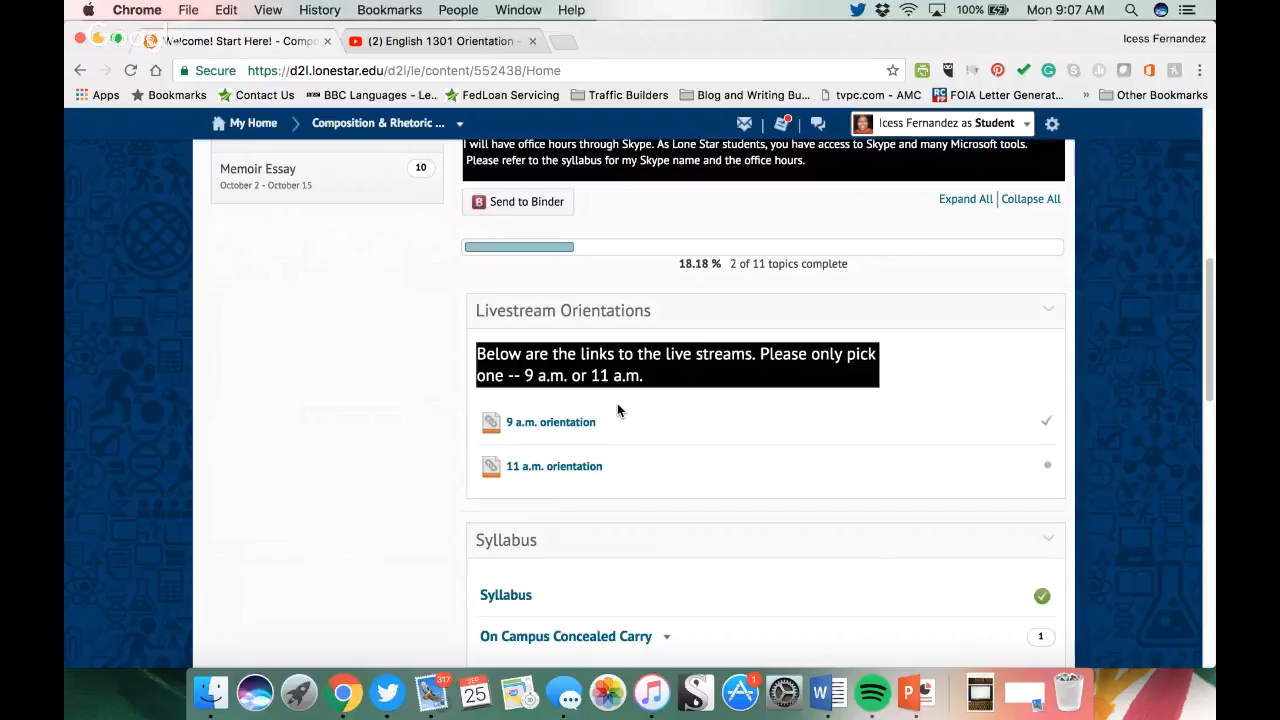 Chrome File Edit View History Bookmarks People Window Help 100% Mon 9:07 AM
Welcome! Start Here! - Compo × (2) English 1301 Orientation - × Icess Fernandez
Secure https://d2l.lonestar.edu/d2l/le/content/552438/Home
Apps Bookmarks Contact Us BBC Languages - Le... FedLoan Servicing Traffic Builders Blog and Writing Bu... tvpc.com - AMC FOIA Letter Generat... » Other Bookmarks
My Home Composition & Rhetoric ... Icess Fernandez as Student
I will have office hours through Skype. As Lone Star students, you have access to Skype and many Microsoft tools.
Please refer to the syllabus for my Skype name and the office hours.
Memoir Essay 10
October 2 - October 15
Send to Binder Expand All | Collapse All
18.18 % 2 of 11 topics complete
Livestream Orientations
Below are the links to the live streams. Please only pick
one -- 9 a.m. or 11 a.m.
9 a.m. orientation
11 a.m. orientation
Syllabus
Syllabus
On Campus Concealed Carry 1
317 SEP 25 1